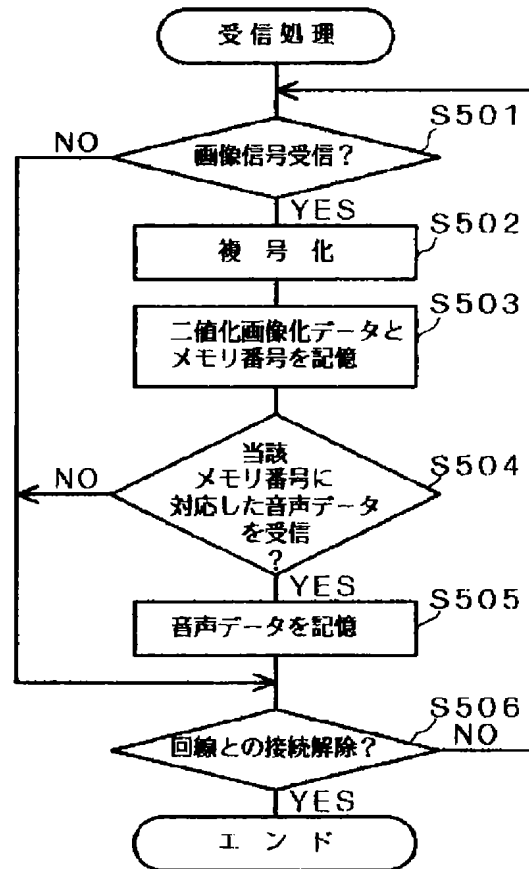 受信処理
S501
NO
画像信号受信?
YES
S502
複号化
S503
二値化画像化データと
メモリ番号を記憶
S504
NO
当該
メモリ番号に
対応した音声データ
を受信
?
YES
S505
音声データを記憶
S506
回線との接続解除?
NO
YES
エンド